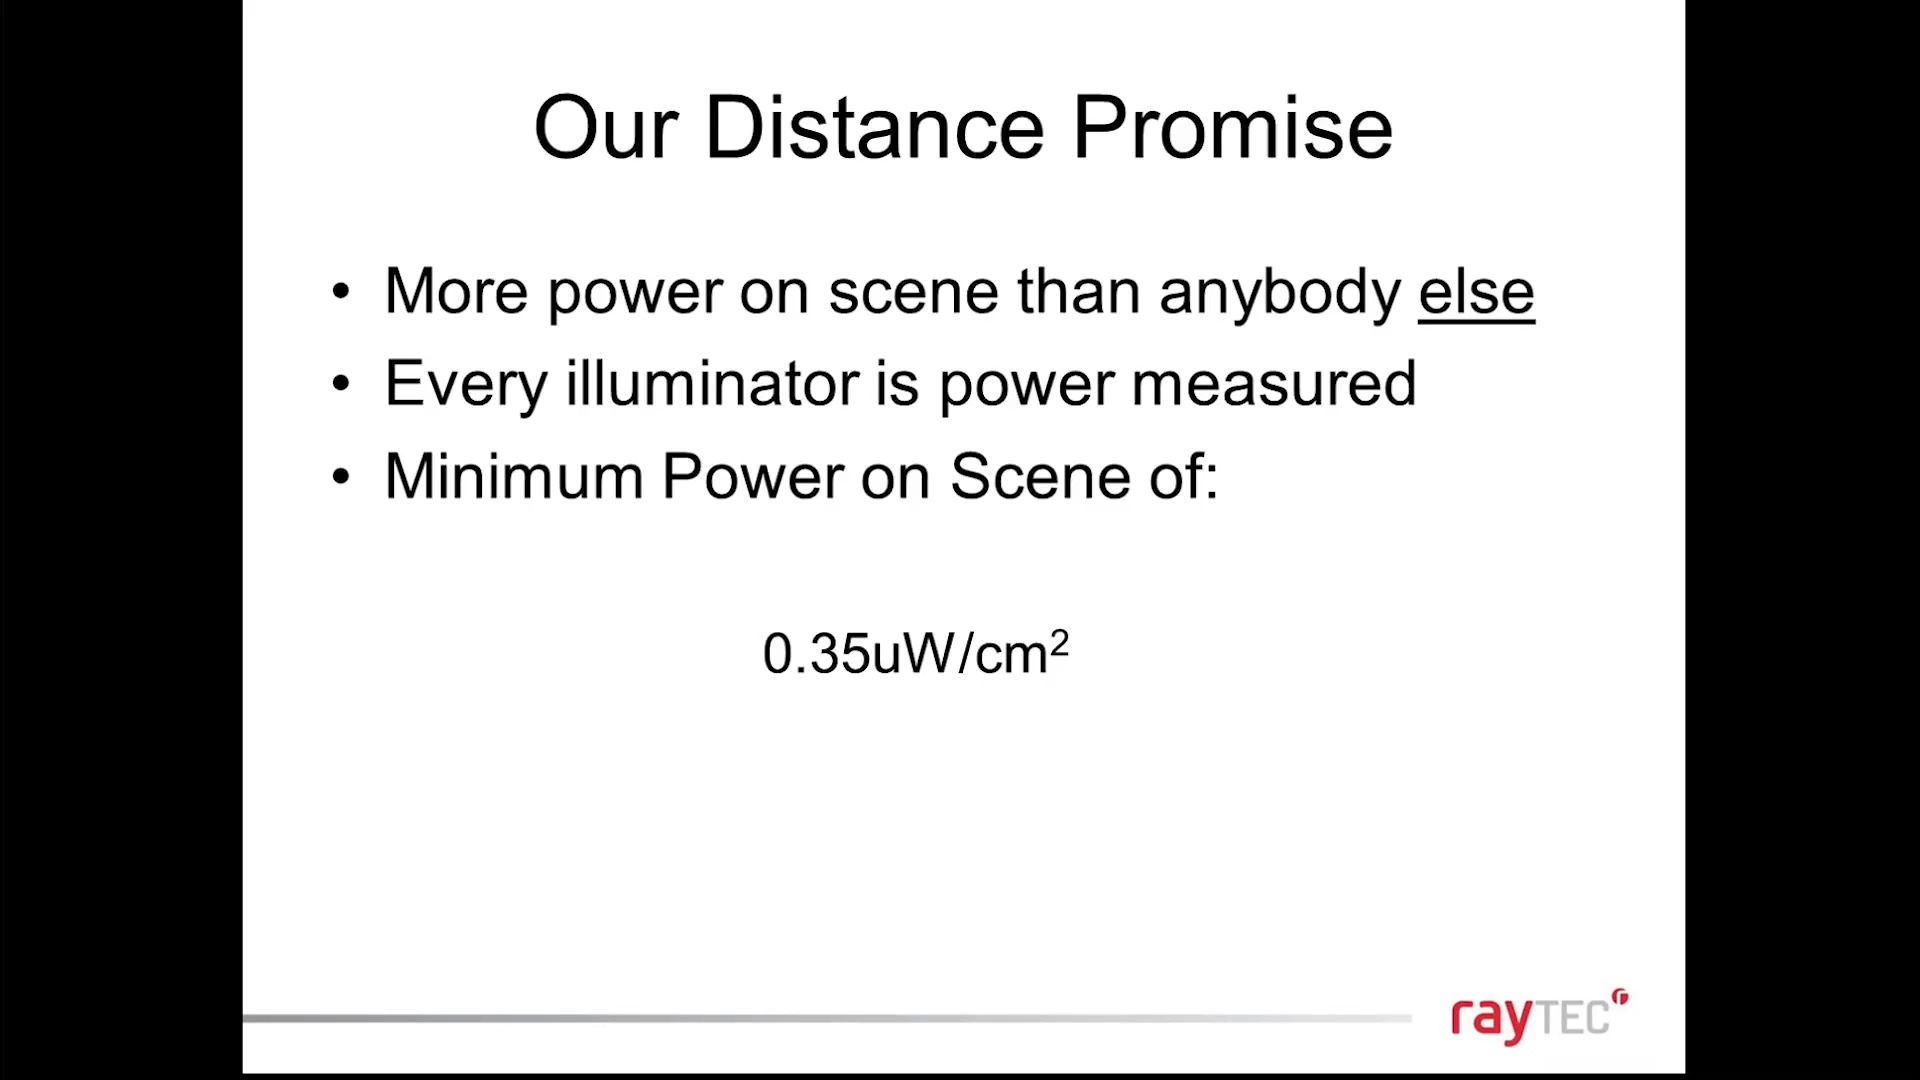 Our Distance Promise
• More power on scene than anybody else
• Every illuminator is power measured
• Minimum Power on Scene of:
0.35uW/cm²
rayTEC